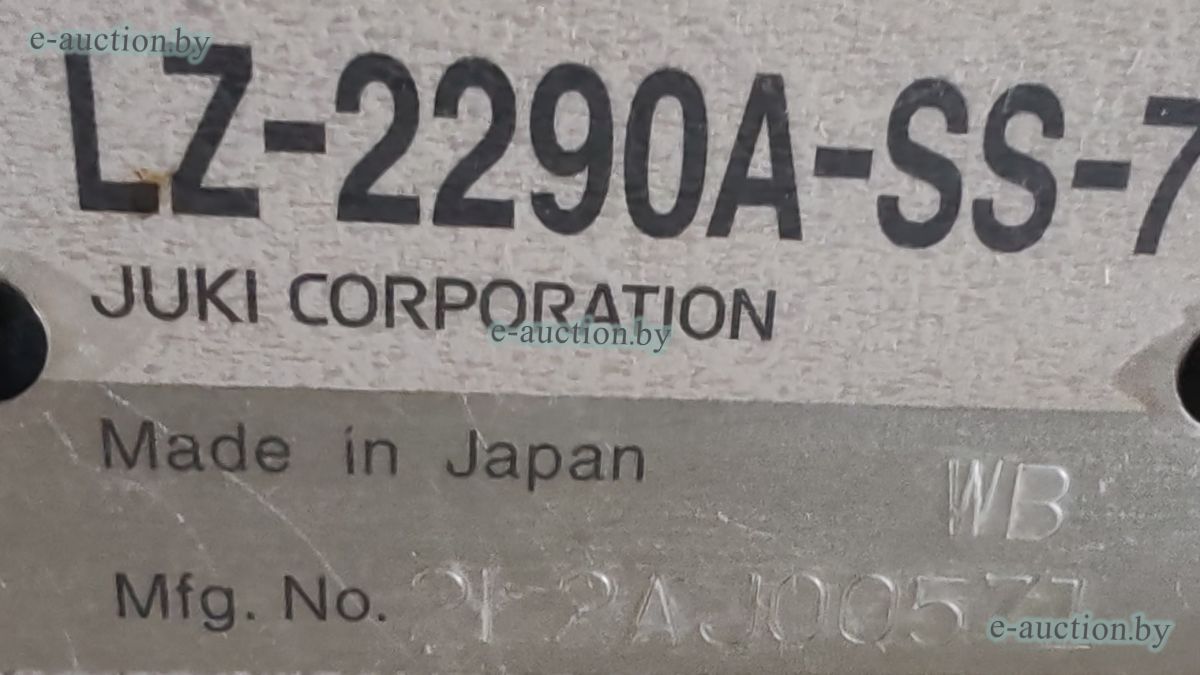 e-auction.by
LZ-2290A-SS-7
JUKI CORPORATION
e-auction.by
Made in Japan
WB
Mfg. No.
e-auction.by